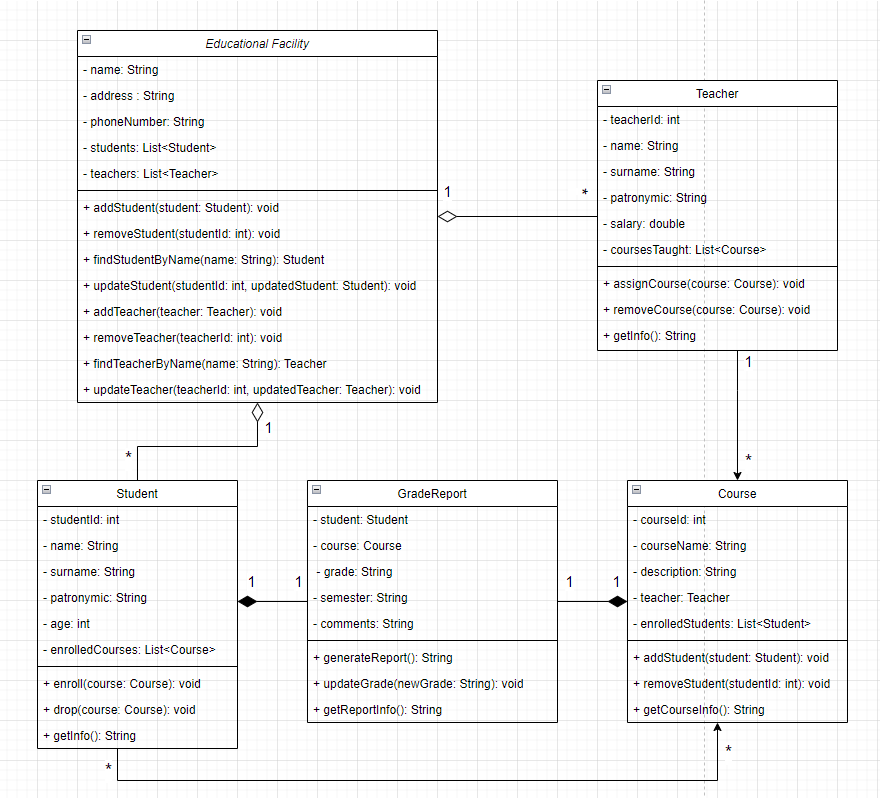 Educational Facility
- name: String
- address : String
- phoneNumber: String
- students: List<Student>
- teachers: List<Teacher>
+ addStudent(student: Student): void
+ removeStudent(studentId: int): void
+ findStudentByName(name: String): Student
+ updateStudent(studentId: int, updatedStudent: Student): void
+ addTeacher(teacher: Teacher): void
+ removeTeacher(teacherId: int): void
+ findTeacherByName(name: String): Teacher
+ updateTeacher(teacherId: int, updatedTeacher: Teacher): void
1
*
Teacher
- teacherId: int
- name: String
- surname: String
- patronymic: String
- salary: double
- coursesTaught: List<Course>
+ assignCourse(course: Course): void
+ removeCourse(course: Course): void
+ getInfo(): String
1
*
1
*
Student
- studentId: int
- name: String
- surname: String
- patronymic: String
- age: int
- enrolledCourses: List<Course>
+ enroll(course: Course): void
+ drop(course: Course): void
+ getInfo(): String
1
1
GradeReport
- student: Student
- course: Course
- grade: String
- semester: String
- comments: String
+ generateReport(): String
+ updateGrade(newGrade: String): void
+ getReportInfo(): String
1
1
Course
- courseId: int
- courseName: String
- description: String
- teacher: Teacher
- enrolledStudents: List<Student>
+ addStudent(student: Student): void
+ removeStudent(studentId: int): void
+ getCourseInfo(): String
*
*